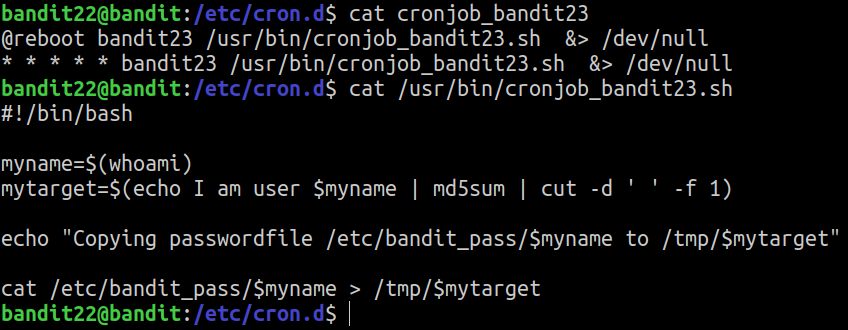 bandit22@bandit:/etc/cron.d$ cat cronjob_bandit23
@reboot bandit23 /usr/bin/cronjob_bandit23.sh  &> /dev/null
* * * * * bandit23 /usr/bin/cronjob_bandit23.sh  &> /dev/null
bandit22@bandit:/etc/cron.d$ cat /usr/bin/cronjob_bandit23.sh
#!/bin/bash

myname=$(whoami)
mytarget=$(echo I am user $myname | md5sum | cut -d ' ' -f 1)

echo "Copying passwordfile /etc/bandit_pass/$myname to /tmp/$mytarget"

cat /etc/bandit_pass/$myname > /tmp/$mytarget
bandit22@bandit:/etc/cron.d$